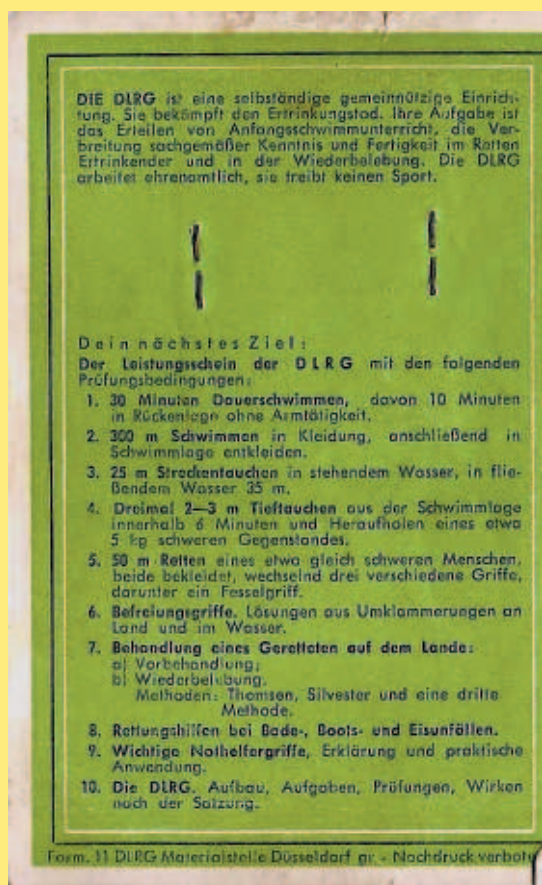 DIE DLRG ist eine selbständige gemeinnützige Einrich-
tung. Sie bekämpft den Ertrinkungstod. Ihre Aufgabe ist
das Erteilen von Anfangsschwimmunterricht, die Ver-
breitung sachgemäßer Kenntnis und Fertigkeit im Retten
Ertrinkender und in der Wiederbelebung. Die DLRG
arbeitet ehrenamtlich, sie treibt keinen Sport.
Dein nächstes Ziel:
Der Leistungsschein der DLRG mit den folgenden
Prüfungsbedingungen:
1. 30 Minuten Dauerschwimmen, davon 10 Minuten
in Rückenlage ohne Armtätigkeit.
2. 300 m Schwimmen in Kleidung, anschließend in
Schwimmlage entkleiden.
3. 25 m Streckentauchen in stehendem Wasser, in flie-
ßendem Wasser 35 m.
4. Dreimal 2—3 m Tieftauchen aus der Schwimmlage
innerhalb 6 Minuten und Heraufholen eines etwa
5 kg schweren Gegenstandes.
5. 50 m Retten eines etwa gleich schweren Menschen,
beide bekleidet, wechselnd drei verschiedene Griffe,
darunter ein Fesselgriff.
6. Befreiungsgriffe. Lösungen aus Umklammerungen an
Land und im Wasser.
7. Behandlung eines Geretteten auf dem Lande:
a) Vorbehandlung;
b) Wiederbelebung.
Methoden: Thomsen, Silvester und eine dritte
Methode.
8. Rettungshilfen bei Bade-, Boots- und Eisunfällen.
9. Wichtige Nothelfergriffe, Erklärung und praktische
Anwendung.
10. Die DLRG. Aufbau, Aufgaben, Prüfungen, Wirken
nach der Satzung.
Form. 11 DLRG Materialstelle Düsseldorf gr. - Nachdruck verbote